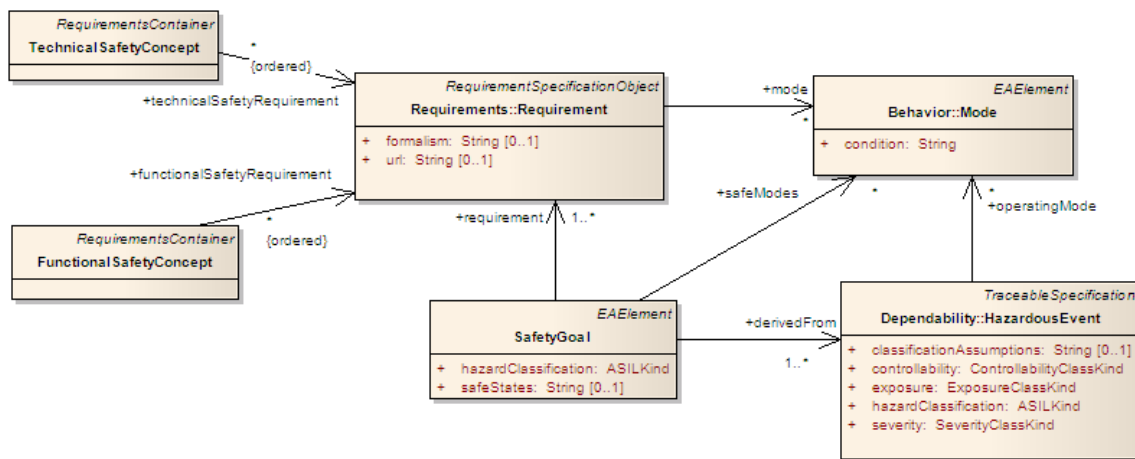 RequirementsContainer
TechnicalSafetyConcept
*
{ordered}
+technicalSafetyRequirement
RequirementSpecificationObject
Requirements::Requirement
+ formalism: String [0..1]
+ url: String [0..1]
+mode
*
EAElement
Behavior::Mode
+ condition: String
+functionalSafetyRequirement
*
{ordered}
RequirementsContainer
FunctionalSafetyConcept
+requirement
1..*
+safeModes
*
*
+operatingMode
EAElement
SafetyGoal
+ hazardClassification: ASILKind
+ safeStates: String [0..1]
+derivedFrom
1..*
TraceableSpecification
Dependability::HazardousEvent
+ classificationAssumptions: String [0..1]
+ controllability: ControllabilityClassKind
+ exposure: ExposureClassKind
+ hazardClassification: ASILKind
+ severity: SeverityClassKind